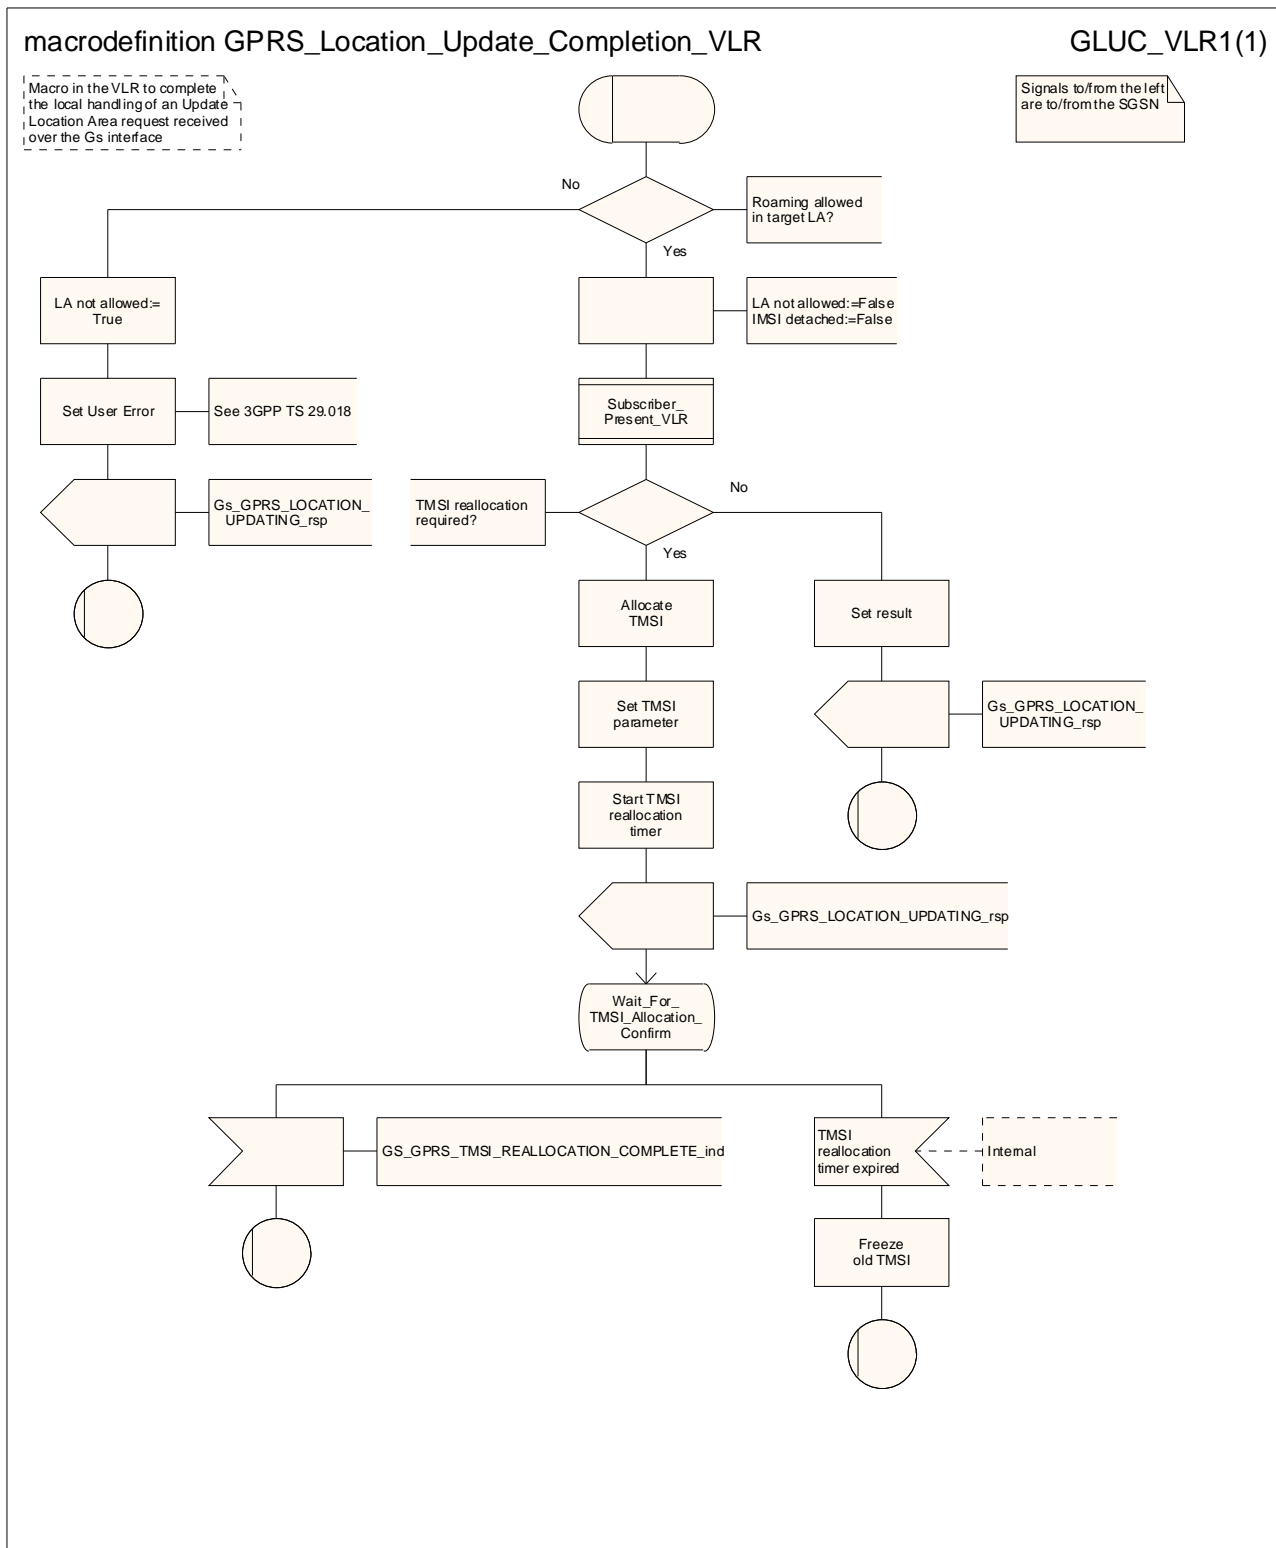 macrodefinition GPRS_Location_Update_Completion_VLR
GLUC_VLR1(1)
Macro in the VLR to complete
the local handling of an Update
Location Area request received
over the Gs interface
Signals to/from the left
are to/from the SGSN
No
Roaming allowed
in target LA?
Yes
LA not allowed:=
True
LA not allowed:=False
IMSI detached:=False
Set User Error
See 3GPP TS 29.018
Subscriber_
Present_VLR
Gs_GPRS_LOCATION_
UPDATING_rsp
TMSI reallocation
required?
No
Yes
Allocate
TMSI
Set result
Set TMSI
parameter
Gs_GPRS_LOCATION_
UPDATING_rsp
Start TMSI
reallocation
timer
Gs_GPRS_LOCATION_UPDATING_rsp
Wait_For_
TMSI_Allocation_
Confirm
GS_GPRS_TMSI_REALLOCATION_COMPLETE_ind
TMSI
reallocation
timer expired
Internal
Freeze
old TMSI